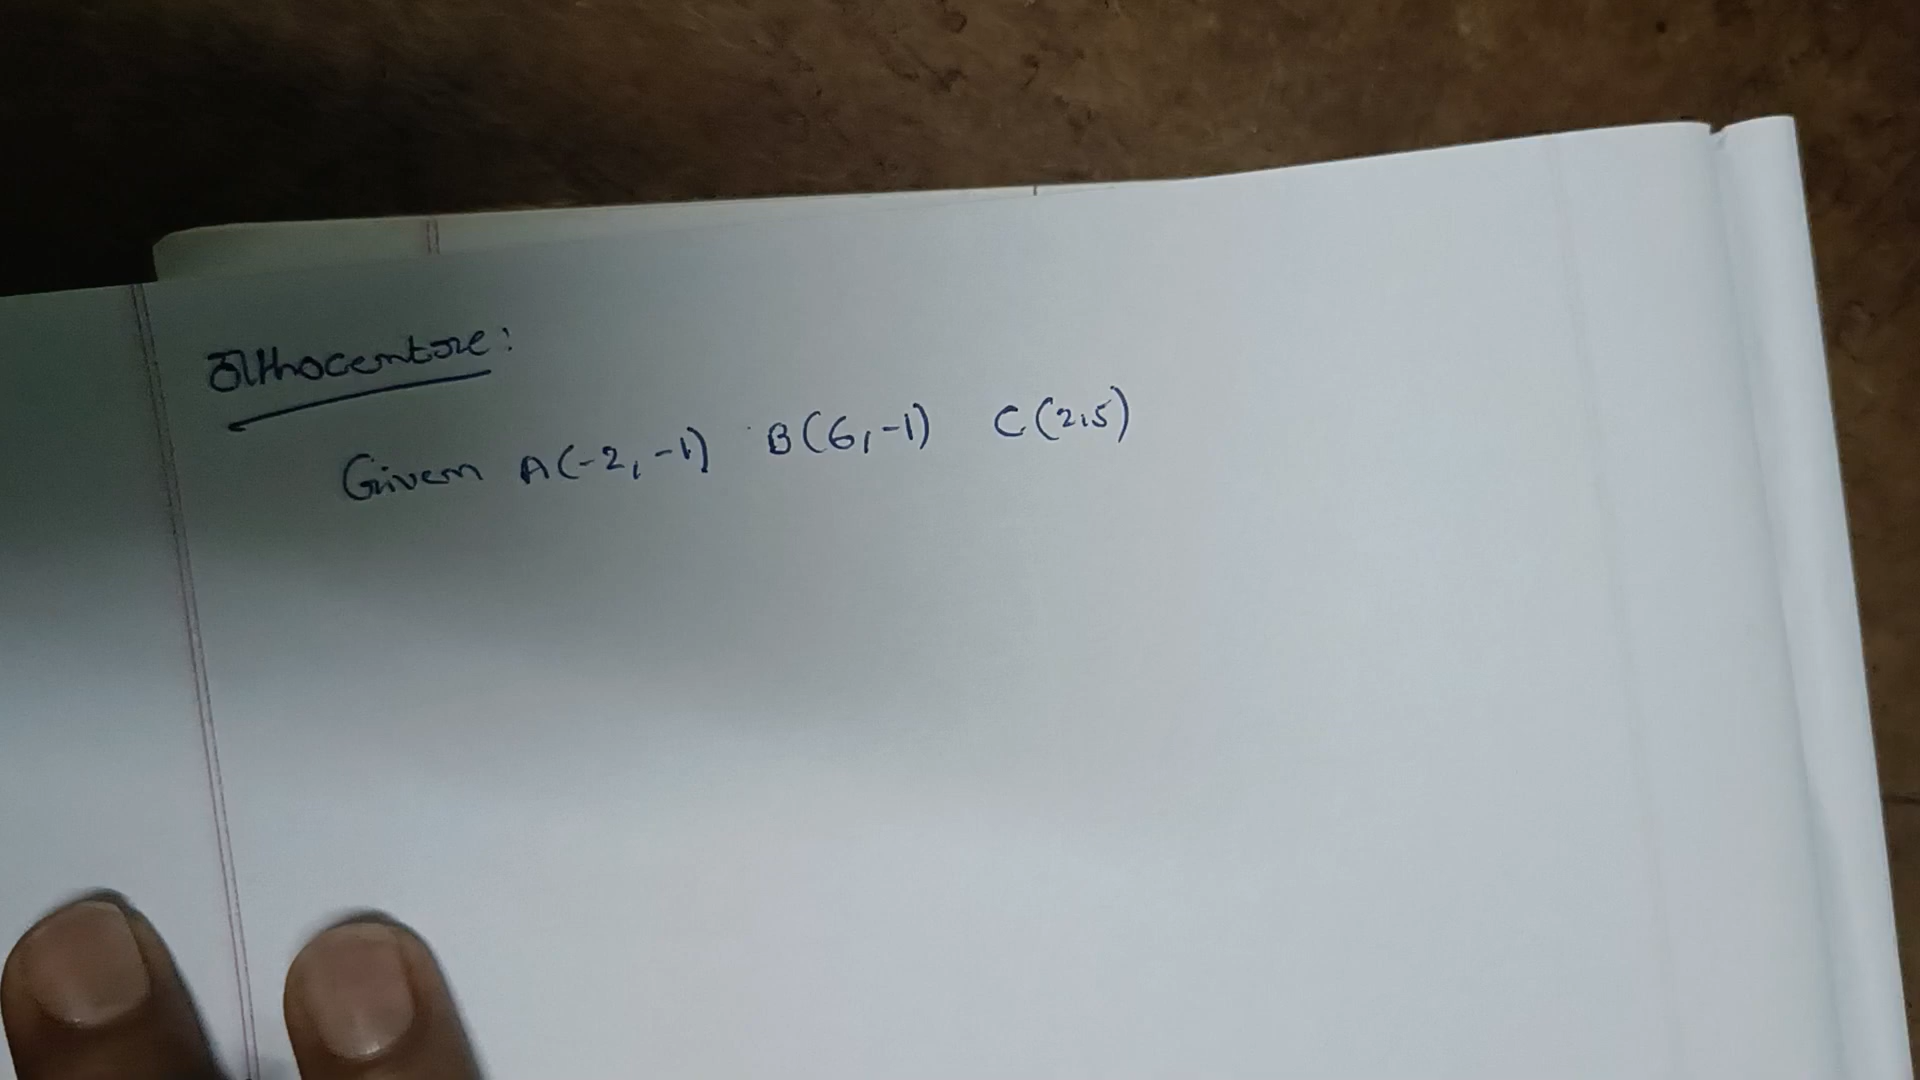 Orthocentre:
Given A(-2,-1) B(6,-1) C(2,5)